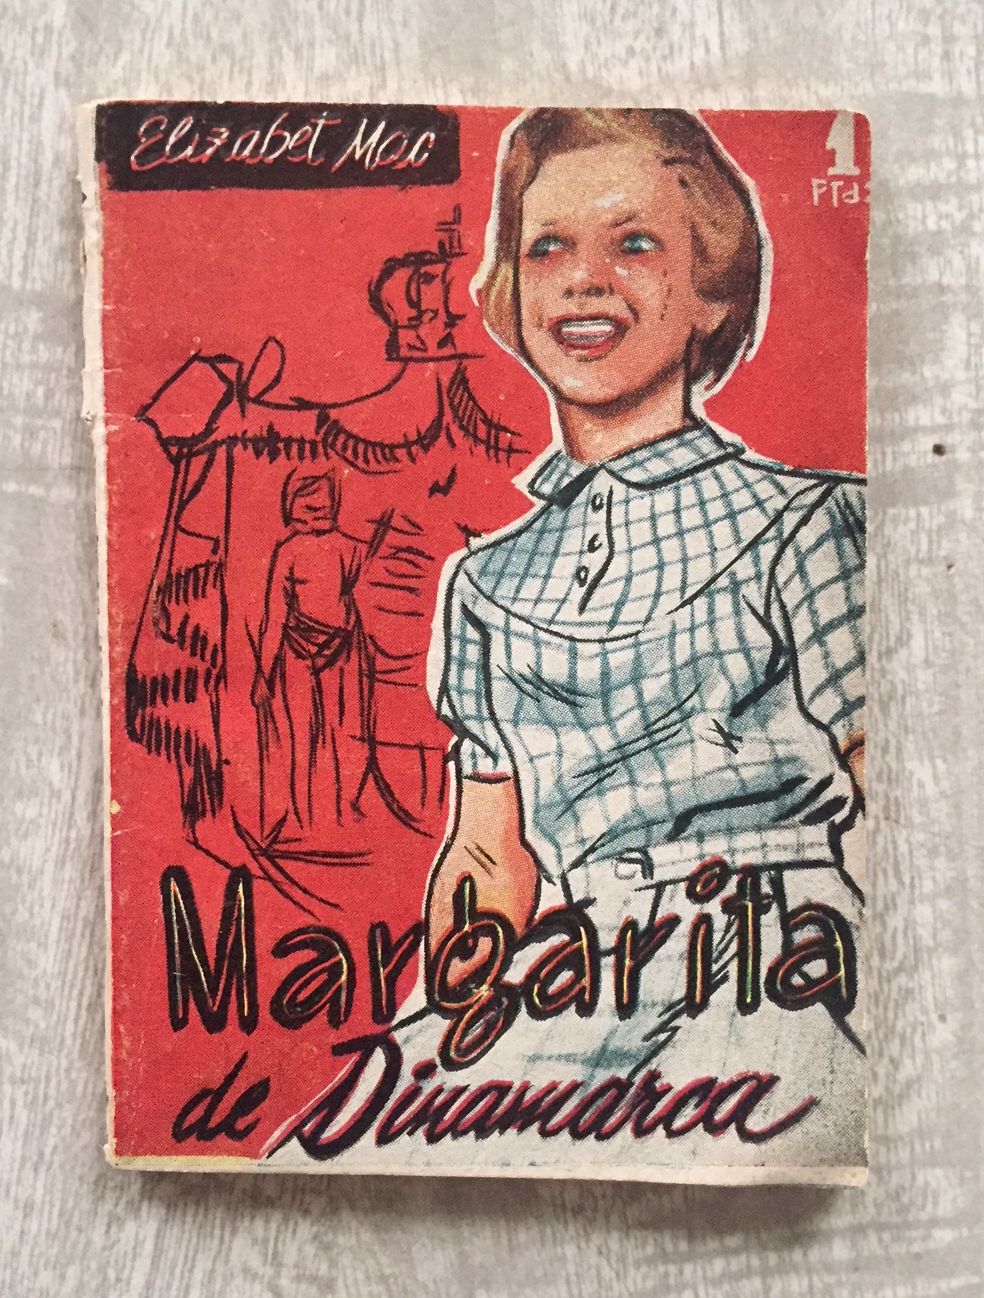 Elizabet Mac
1
Ptas
Margarita
de Dinamarca